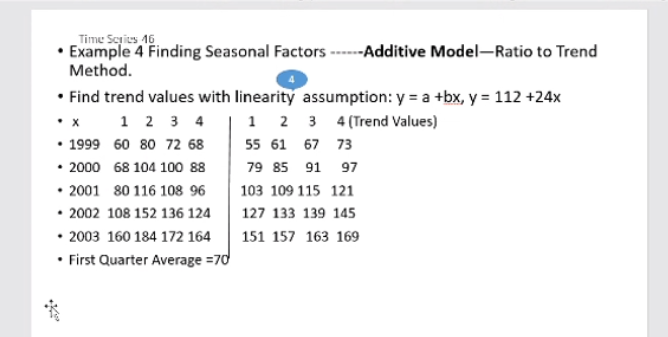 Time Series 46
• Example 4 Finding Seasonal Factors ------Additive Model—Ratio to Trend
Method.
4
• Find trend values with linearity assumption: y = a +bx, y = 112 +24x
• x 1 2 3 4 1 2 3 4 (Trend Values)
• 1999 60 80 72 68 55 61 67 73
• 2000 68 104 100 88 79 85 91 97
• 2001 80 116 108 96 103 109 115 121
• 2002 108 152 136 124 127 133 139 145
• 2003 160 184 172 164 151 157 163 169
• First Quarter Average =70